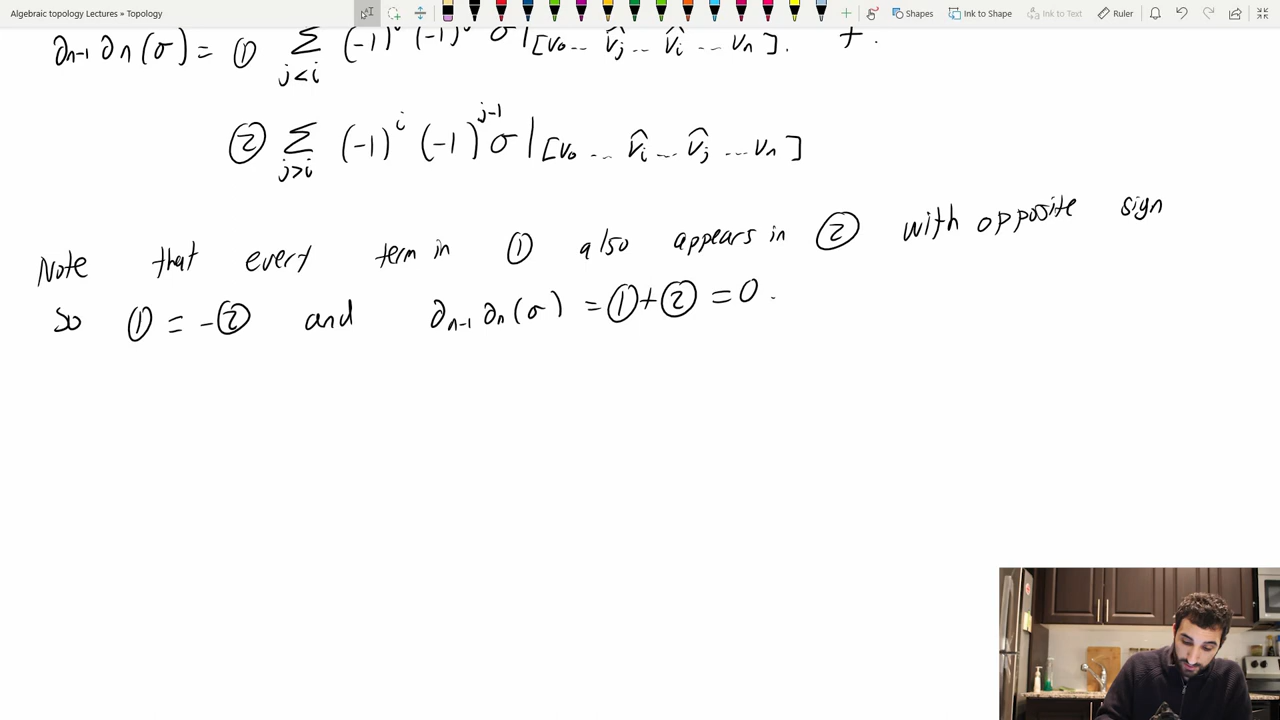 Algebraic topology Lectures » Topology
Shapes Ink to Shape Ink to Text Ruler
∂n-1 ∂n(σ) = ① Σ j<i (-1)^i (-1)^j σ|[v0 .. v̂j .. v̂i ... vn]. +.
② Σ j>i (-1)^i (-1)^j-1 σ|[v0 ... v̂i ... v̂j ... vn]
Note that every term in ① also appears in ② with opposite sign
so ① = -② and ∂n-1 ∂n(σ) = ①+② = 0.